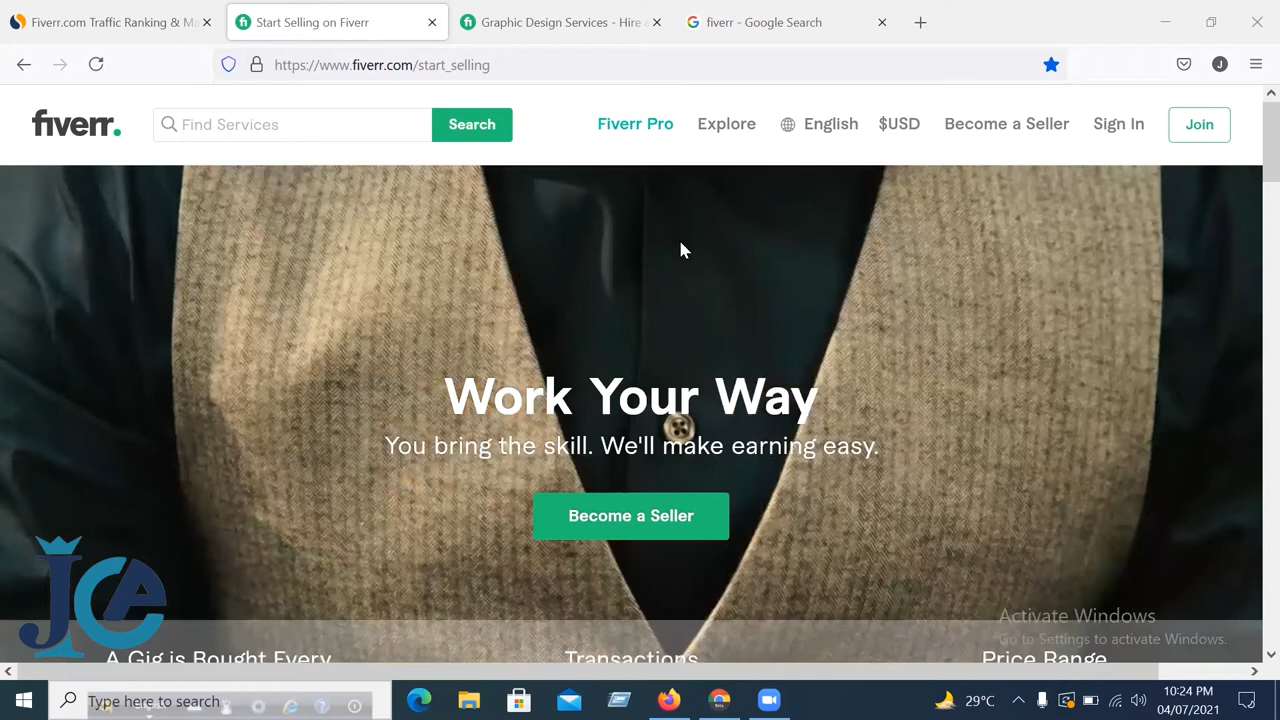 Fiverr.com Traffic Ranking & Ma
Start Selling on Fiverr
Graphic Design Services - Hire a
fiverr - Google Search
https://www.fiverr.com/start_selling
J
fiverr.
Find Services
Search
Fiverr Pro
Explore
English
$USD
Become a Seller
Sign In
Join
Work Your Way
You bring the skill. We'll make earning easy.
Become a Seller
JCA
Activate Windows
Go to Settings to activate Windows.
A Gig is Bought Every
Transactions
Price Range
Type here to search
29°C
10:24 PM
04/07/2021